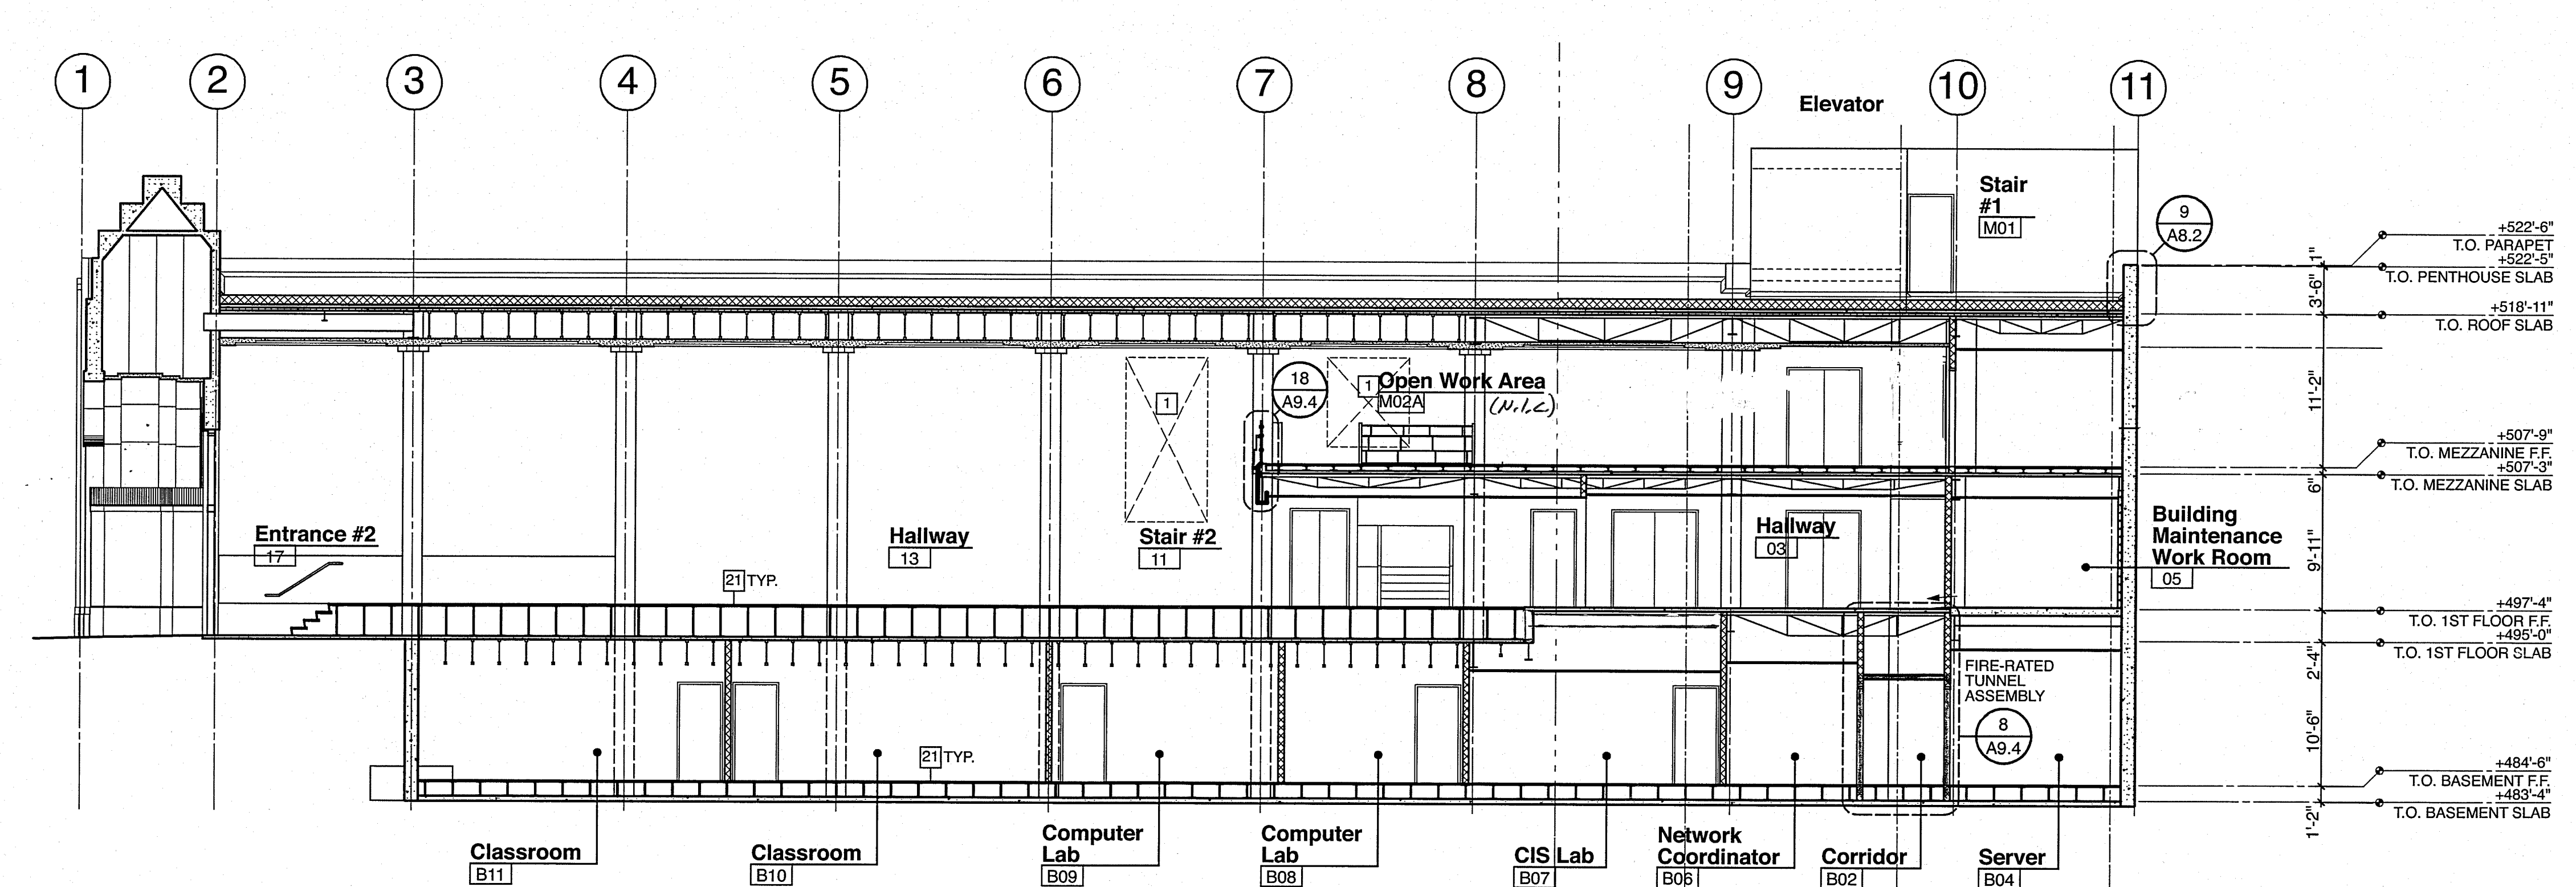 1 2 3 4 5 6 7 8 9 10 11
Elevator
Stair
#1
M01
9
A8.2
+522'-6"
T.O. PARAPET
+522'-5"
T.O. PENTHOUSE SLAB
1"
3'-6"
+518'-11"
T.O. ROOF SLAB
11'-2"
18
A9.4
1
1
Open Work Area
M02A
(N.I.C.)
+507'-9"
T.O. MEZZANINE F.F.
+507'-3"
T.O. MEZZANINE SLAB
6"
Entrance #2
17
Hallway
13
Stair #2
11
Hallway
03
Building
Maintenance
Work Room
05
9'-11"
21 TYP.
+497'-4"
T.O. 1ST FLOOR F.F.
+495'-0"
T.O. 1ST FLOOR SLAB
2'-4"
FIRE-RATED
TUNNEL
ASSEMBLY
8
A9.4
10'-6"
21 TYP.
+484'-6"
T.O. BASEMENT F.F.
+483'-4"
T.O. BASEMENT SLAB
1'-2"
Classroom
B11
Classroom
B10
Computer
Lab
B09
Computer
Lab
B08
CIS Lab
B07
Network
Coordinator
B06
Corridor
B02
Server
B04